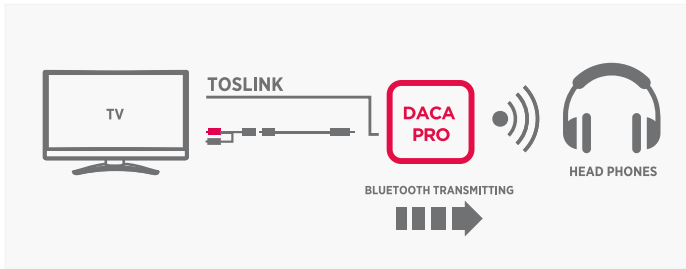 TV
TOSLINK
DACA
PRO
HEAD PHONES
BLUETOOTH TRANSMITTING